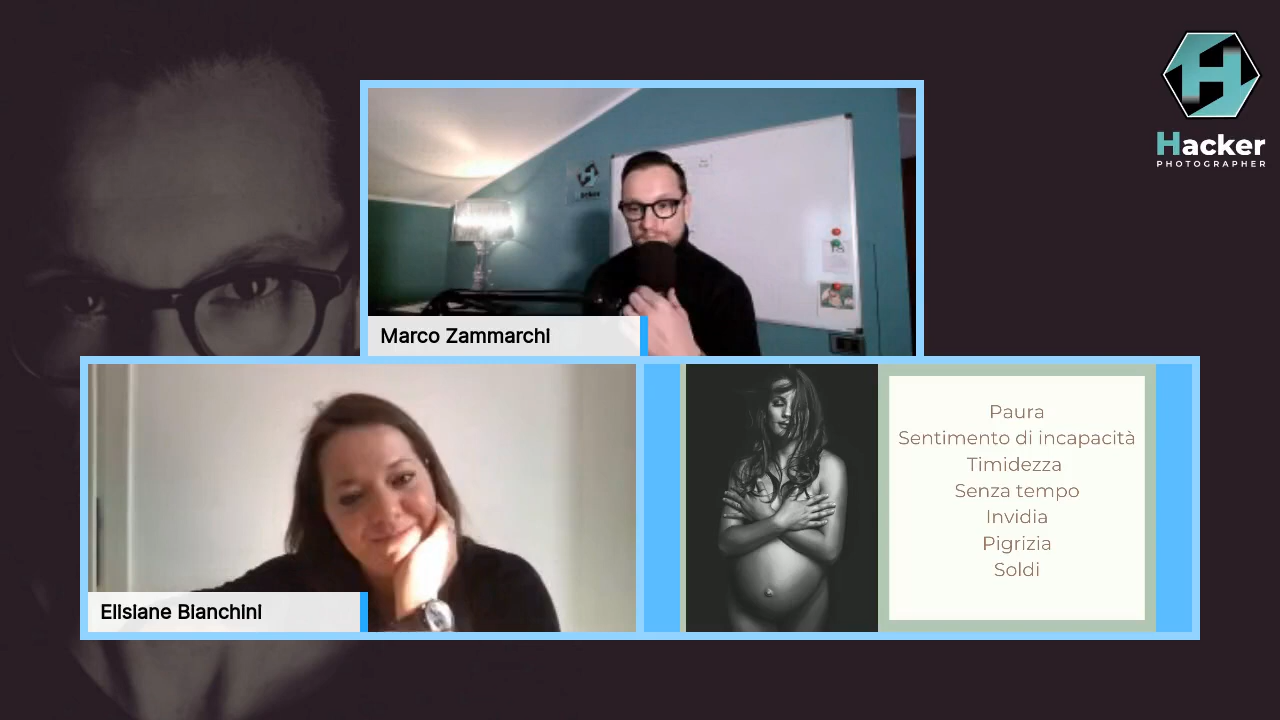 Hacker
PHOTOGRAPHER
Marco Zammarchi
Elisiane Bianchini
Paura
Sentimento di incapacità
Timidezza
Senza tempo
Invidia
Pigrizia
Soldi